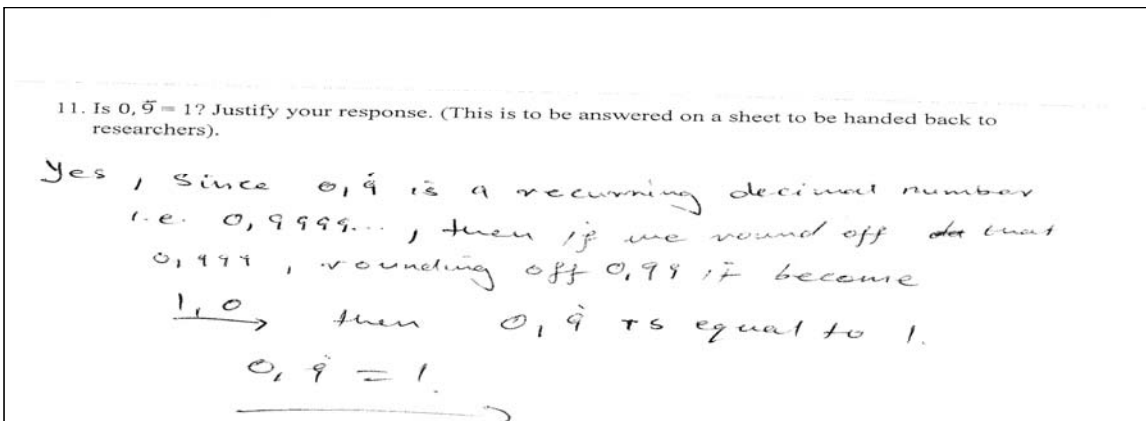 11. Is 0, 9̄ = 1? Justify your response. (This is to be answered on a sheet to be handed back to
researchers).
Yes, Since 0,9̇ is a recurring decimal number
i.e. 0,9999..., then if we round off that
0,999, rounding off 0,99 it become
1,0 then 0,9̇ is equal to 1.
0,9̇ = 1.